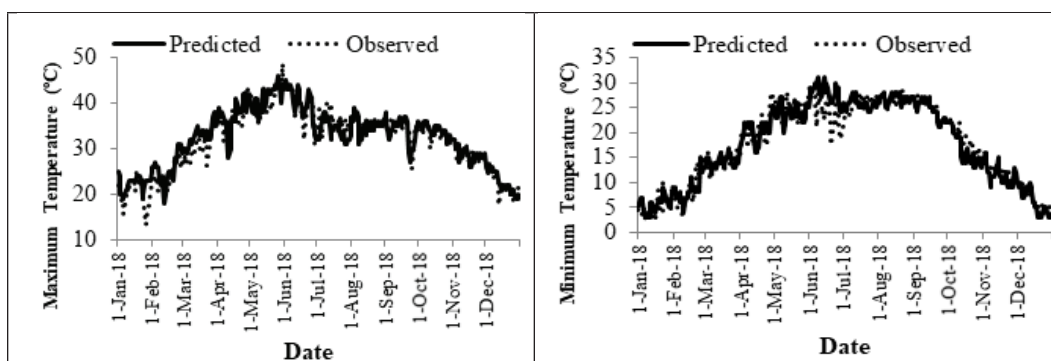 Predicted Observed
Maximum Temperature (°C)
50
40
30
20
10
1-Jan-18
1-Feb-18
1-Mar-18
1-Apr-18
1-May-18
1-Jun-18
1-Jul-18
1-Aug-18
1-Sep-18
1-Oct-18
1-Nov-18
1-Dec-18
Date
Predicted Observed
Minimum Temperature (°C)
35
30
25
20
15
10
5
0
1-Jan-18
1-Feb-18
1-Mar-18
1-Apr-18
1-May-18
1-Jun-18
1-Jul-18
1-Aug-18
1-Sep-18
1-Oct-18
1-Nov-18
1-Dec-18
Date